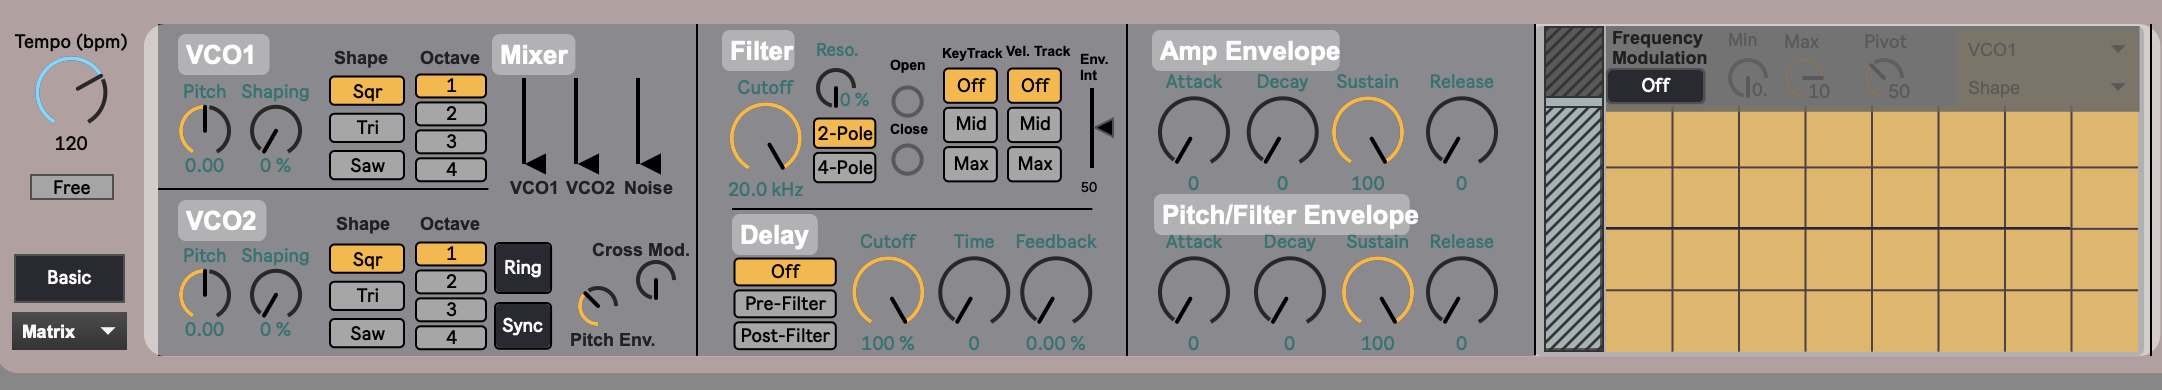 Tempo (bpm)
120
Free
Basic
Matrix
VCO1
Pitch
Shaping
0.00
0 %
Shape
Sqr
Tri
Saw
Octave
1
2
3
4
Mixer
VCO1
VCO2
Noise
VCO2
Pitch
Shaping
0.00
0 %
Shape
Sqr
Tri
Saw
Octave
1
2
3
4
Ring
Sync
Cross Mod.
Pitch Env.
Filter
Cutoff
20.0 kHz
Reso.
0 %
2-Pole
4-Pole
Open
Close
KeyTrack
Off
Mid
Max
Vel. Track
Off
Mid
Max
Env.
Int
50
Delay
Off
Pre-Filter
Post-Filter
Cutoff
100 %
Time
0
Feedback
0.00 %
Amp Envelope
Attack
Decay
Sustain
Release
0
0
100
0
Pitch/Filter Envelope
Attack
Decay
Sustain
Release
0
0
100
0
Frequency
Modulation
Off
Min
0.
Max
10
Pivot
50
VCO1
Shape